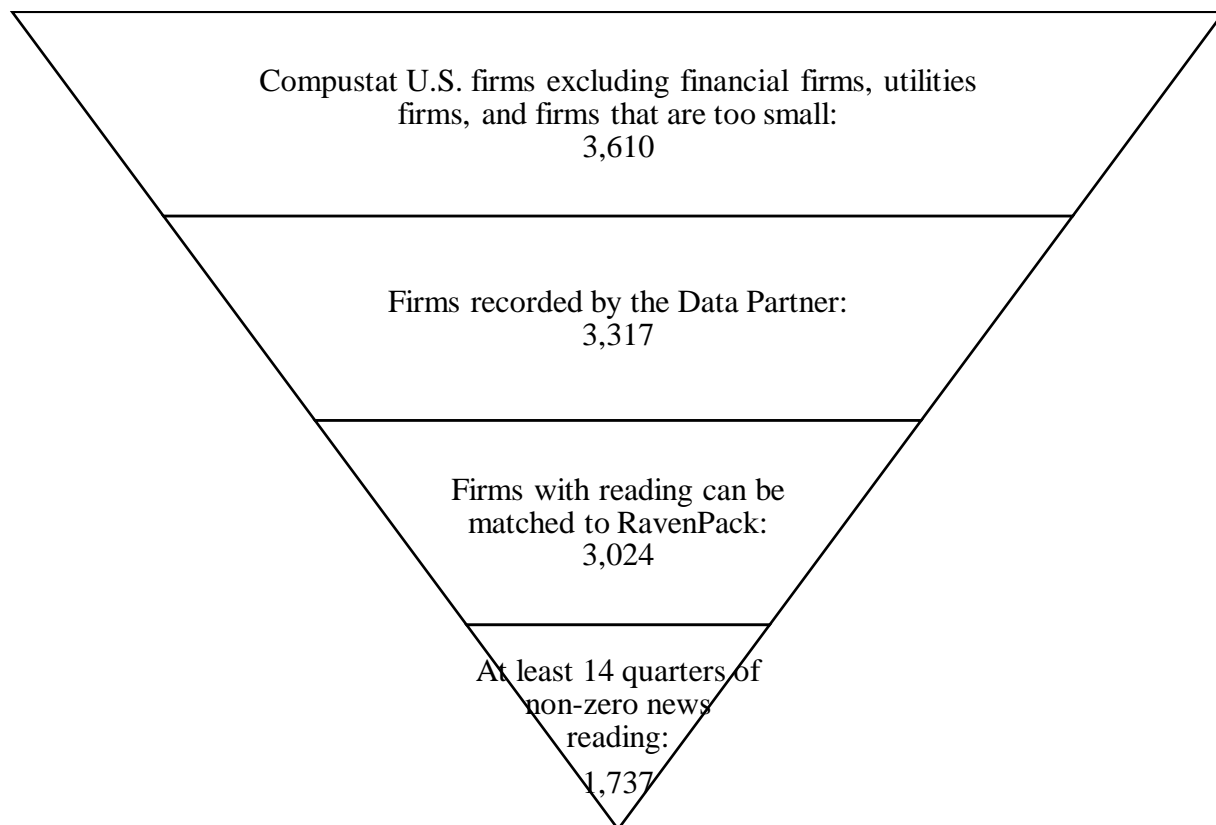 Compustat U.S. firms excluding financial firms, utilities
firms, and firms that are too small:
3,610
Firms recorded by the Data Partner:
3,317
Firms with reading can be
matched to RavenPack:
3,024
At least 14 quarters of
non-zero news
reading:
1,737